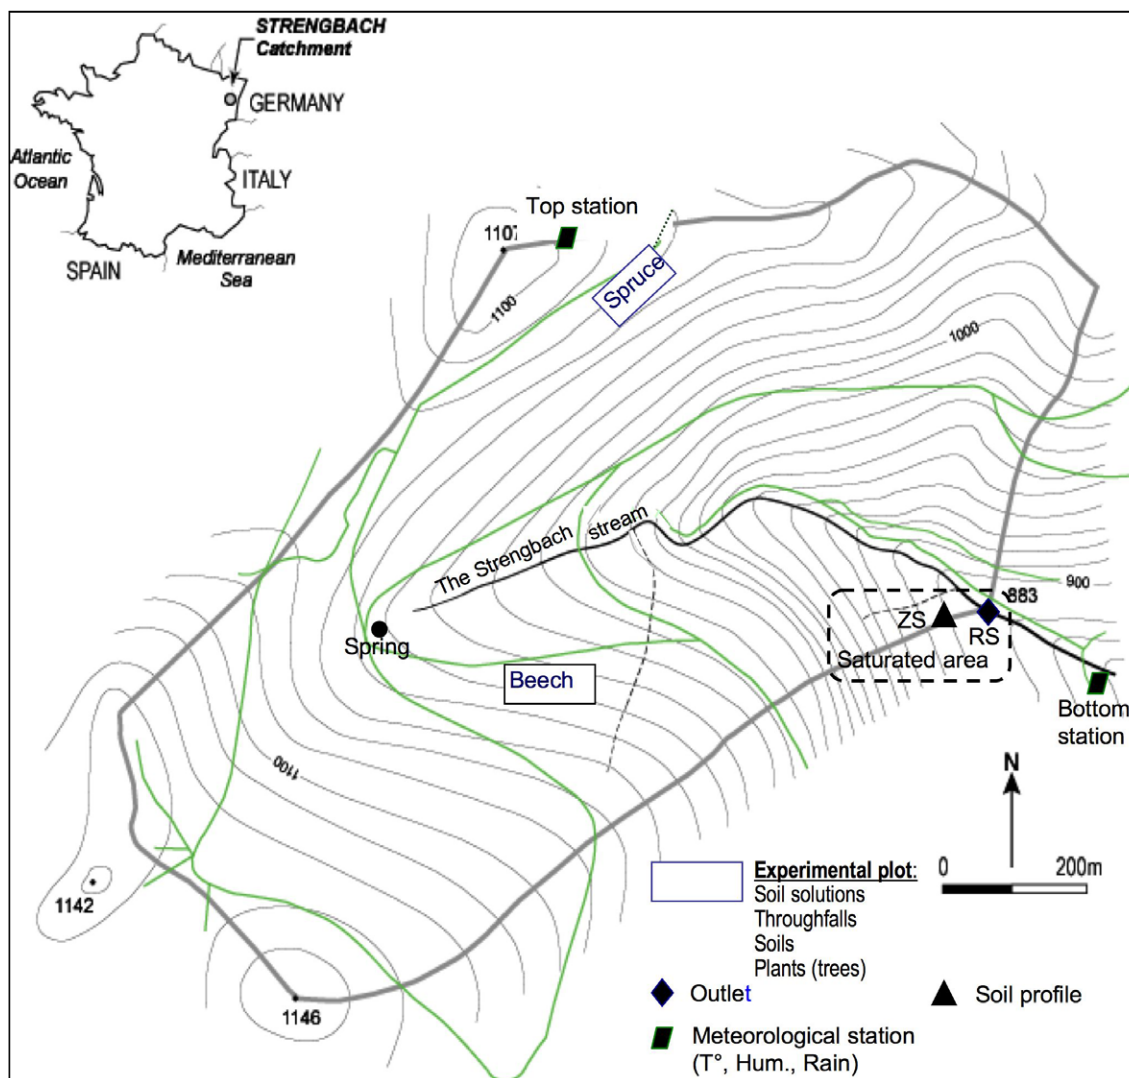 STRENGBACH
Catchment
GERMANY
Atlantic
Ocean
ITALY
SPAIN
Mediterranean
Sea
Top station
1107
1100
Spruce
1000
The Strengbach stream
900
883
ZS
RS
Saturated area
Spring
Beech
Bottom
station
1100
N
0 200m
1142
1146
Experimental plot:
Soil solutions
Throughfalls
Soils
Plants (trees)
Outlet
Soil profile
Meteorological station
(T°, Hum., Rain)